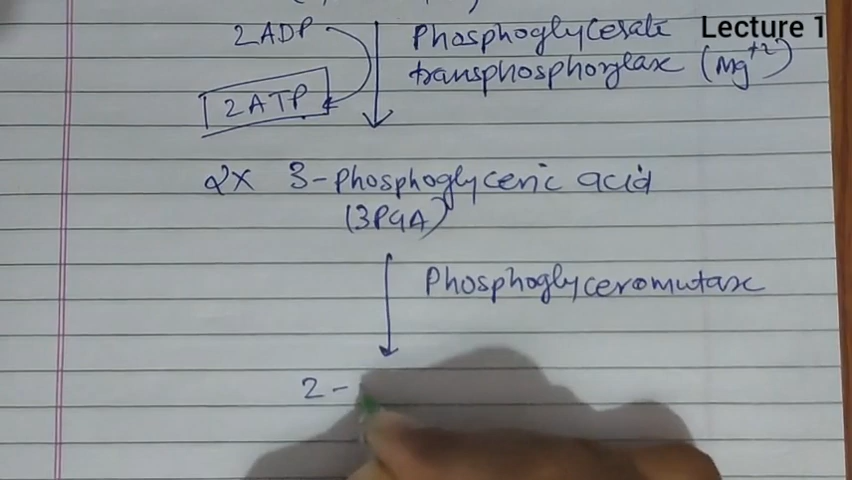 2ADP
Phosphoglycerate
Lecture 1
transphosphorylase (Mg+2)
2ATP
2X 3-Phosphoglyceric acid
(3PGA)
Phosphoglyceromutase
2-